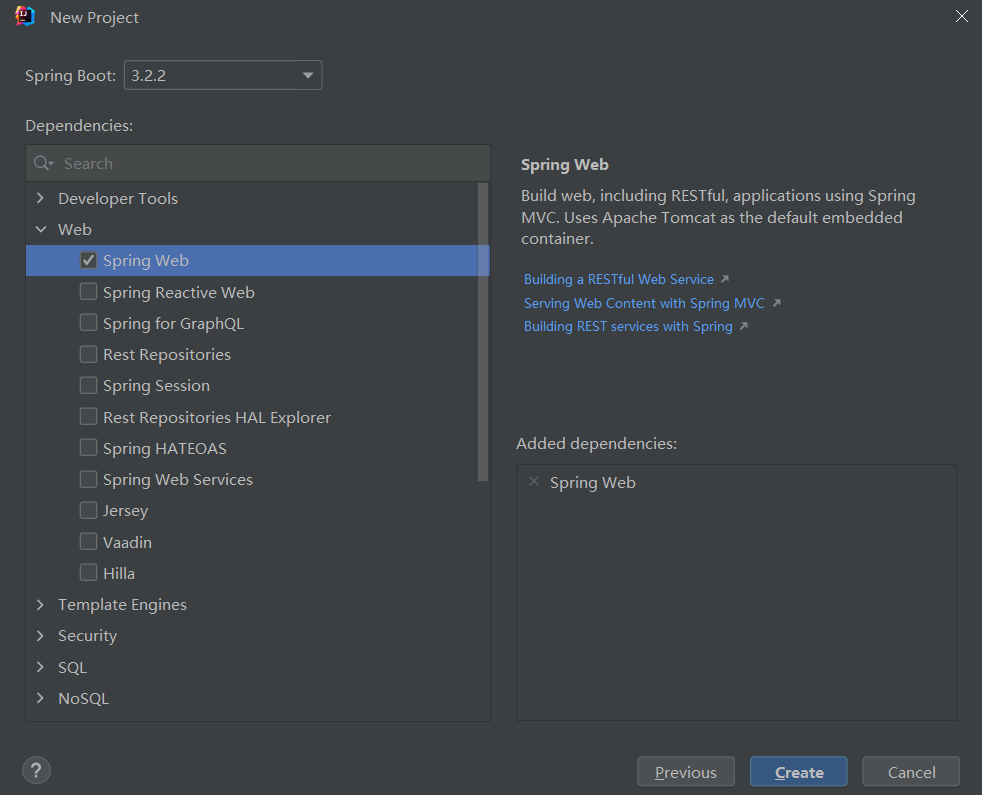 New Project
Spring Boot: 3.2.2
Dependencies:
Search
Developer Tools
Web
Spring Web
Spring Reactive Web
Spring for GraphQL
Rest Repositories
Spring Session
Rest Repositories HAL Explorer
Spring HATEOAS
Spring Web Services
Jersey
Vaadin
Hilla
Template Engines
Security
SQL
NoSQL
Spring Web
Build web, including RESTful, applications using Spring
MVC. Uses Apache Tomcat as the default embedded
container.
Building a RESTful Web Service
Serving Web Content with Spring MVC
Building REST services with Spring
Added dependencies:
Spring Web
?
Previous
Create
Cancel